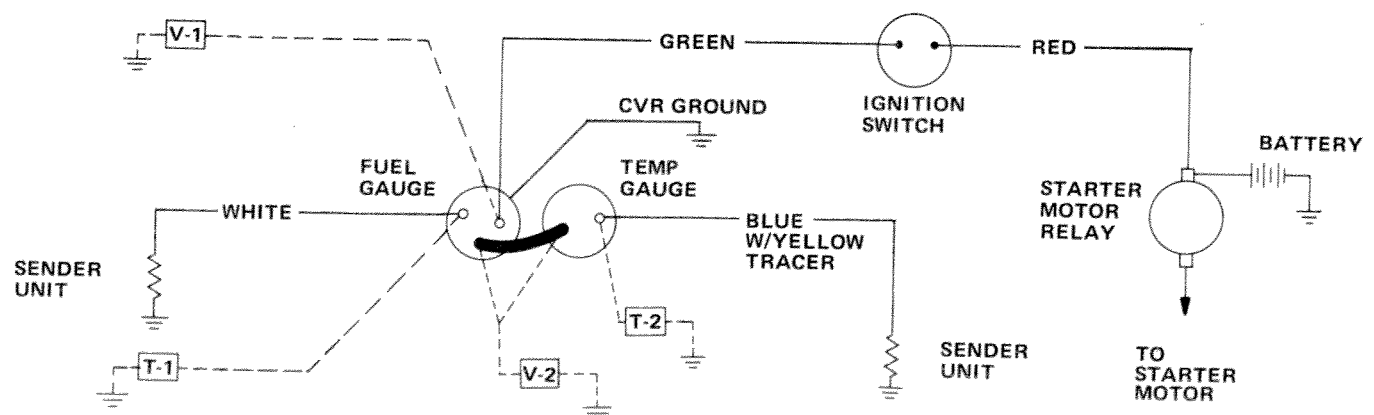 V-1
GREEN
RED
IGNITION
SWITCH
CVR GROUND
BATTERY
FUEL
GAUGE
TEMP
GAUGE
STARTER
MOTOR
RELAY
WHITE
BLUE
W/YELLOW
TRACER
SENDER
UNIT
T-2
T-1
V-2
SENDER
UNIT
TO
STARTER
MOTOR